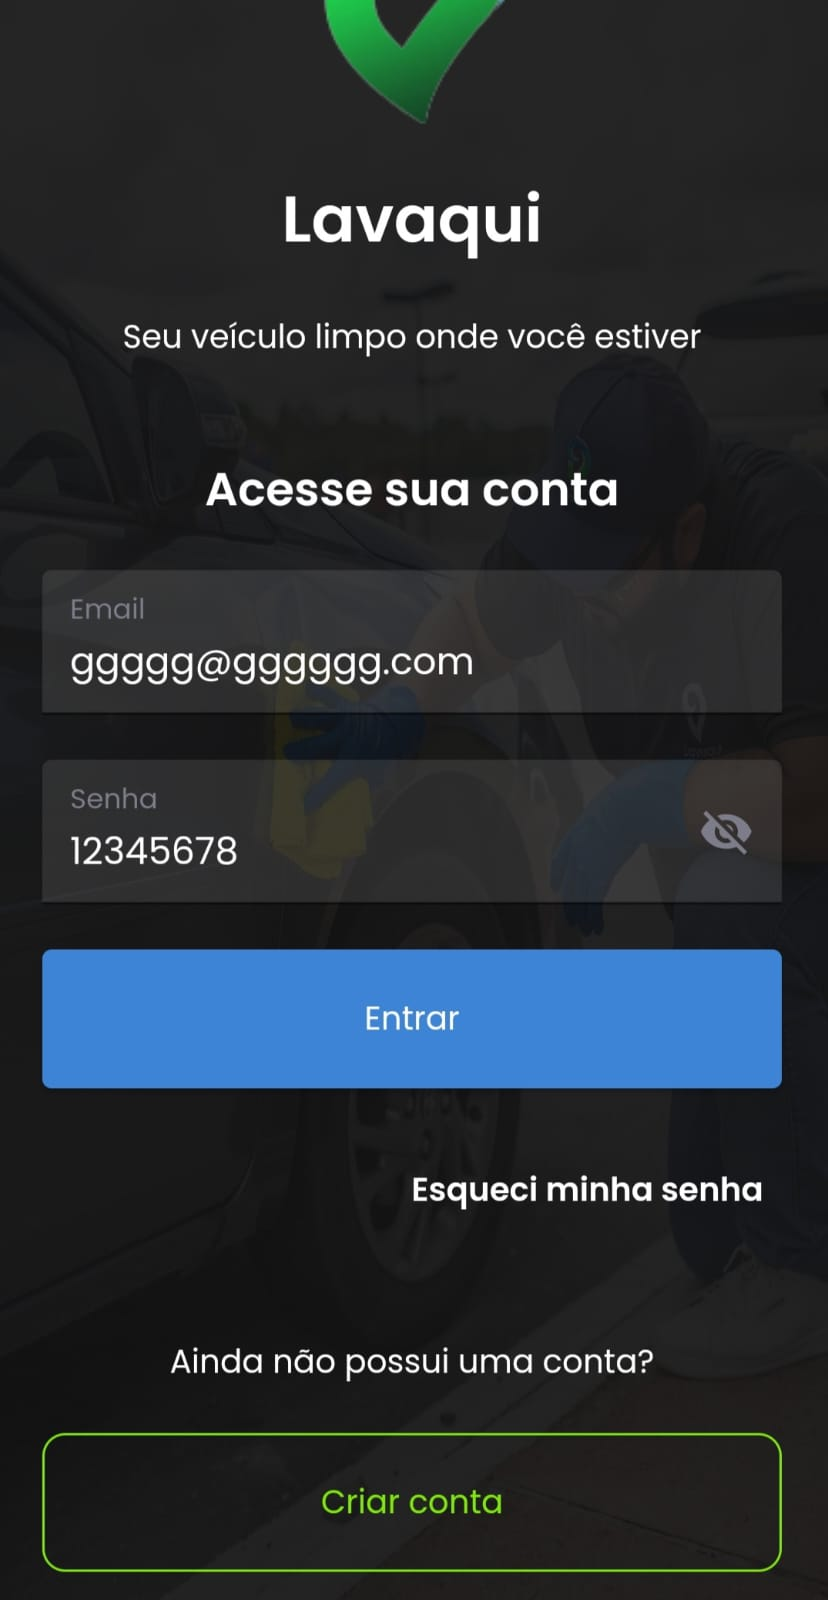 Lavaqui
Seu veículo limpo onde você estiver
Acesse sua conta
Email
ggggg@gggggg.com
Senha
12345678
Entrar
Esqueci minha senha
Ainda não possui uma conta?
Criar conta